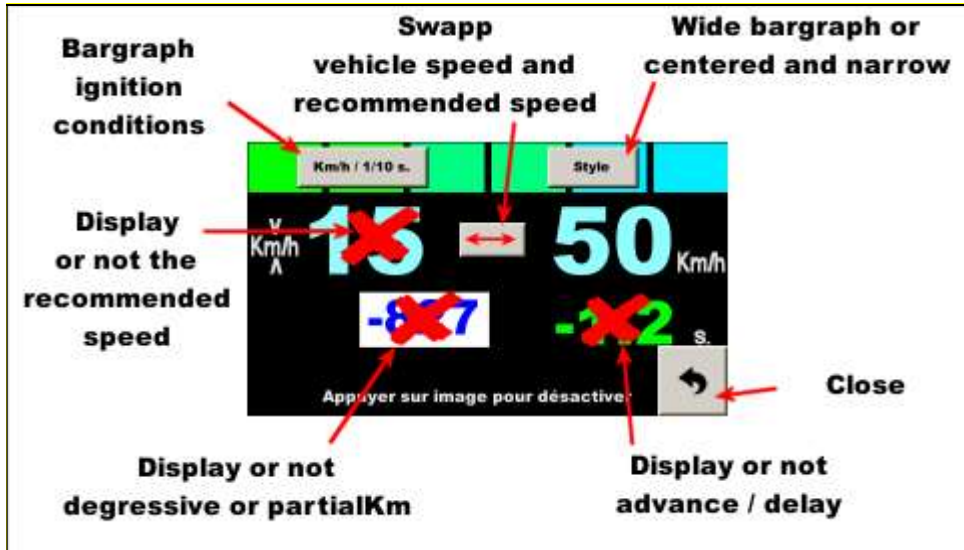 Swapp
vehicle speed and
recommended speed
Wide bargraph or
centered and narrow
Bargraph
ignition
conditions
Km/h / 1/10 s.
Style
Display
or not the
recommended
speed
v
Km/h
ʌ
15
50
Km/h
s.
Close
Appuyer sur image pour désactiver
Display or not
degressive or partialKm
Display or not
advance / delay